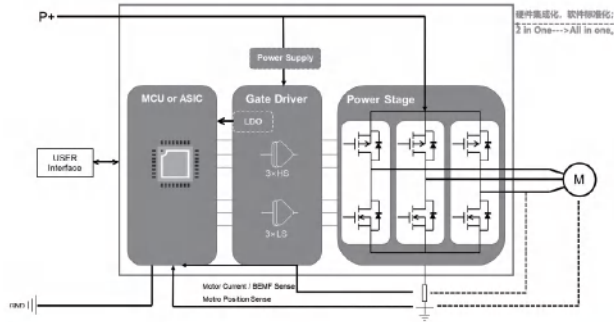 P+
硬件集成化，软件标准化;
2 in One--->All in one,
Power Supply
MCU or ASIC
Gate Driver
Power Stage
LDO
USER
Interface
3×HS
3×LS
M
Motor Current / BEMF Sense
Motro Position Sense
GND